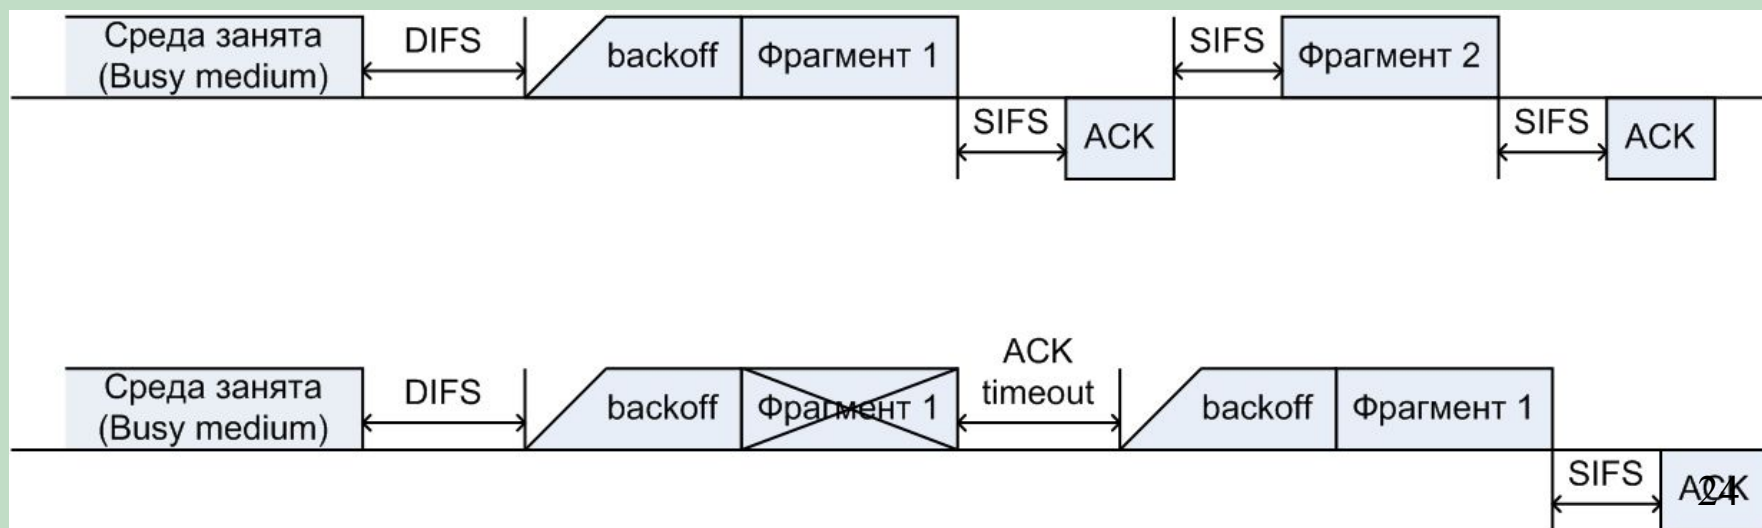 Среда занята
(Busy medium)
DIFS
backoff
Фрагмент 1
SIFS
ACK
SIFS
Фрагмент 2
SIFS
ACK
Среда занята
(Busy medium)
DIFS
backoff
Фрагмент 1
ACK
timeout
backoff
Фрагмент 1
SIFS
ACK
24